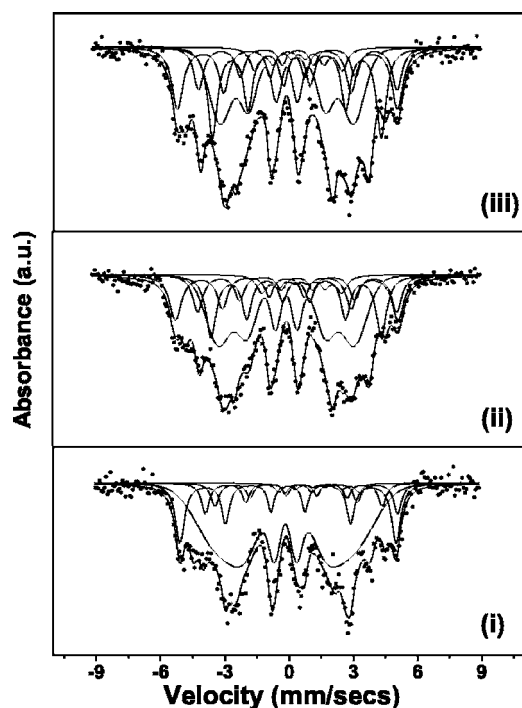 Absorbance (a.u.)
(iii)
(ii)
(i)
-9 -6 -3 0 3 6 9
Velocity (mm/secs)